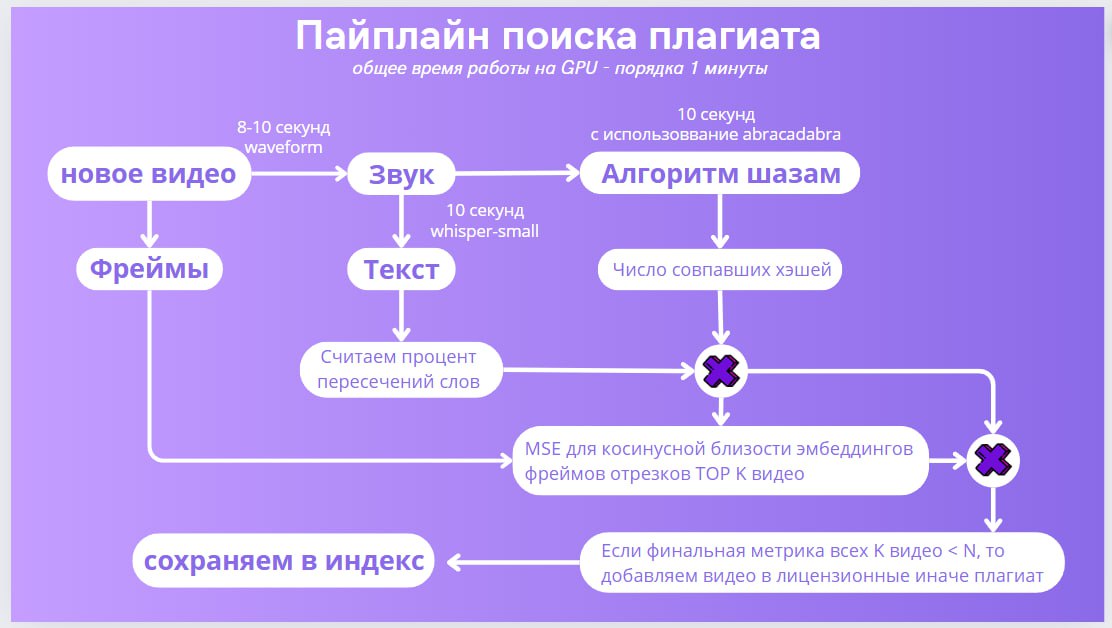 Пайплайн поиска плагиата
общее время работы на GPU - порядка 1 минуты
8-10 секунд
waveform
10 секунд
с использоввание abracadabra
новое видео
Звук
Алгоритм шазам
10 секунд
whisper-small
Фреймы
Текст
Число совпавших хэшей
Считаем процент
пересечений слов
MSE для косинусной близости эмбеддингов
фреймов отрезков TOP K видео
Если финальная метрика всех K видео < N, то
добавляем видео в лицензионные иначе плагиат
сохраняем в индекс